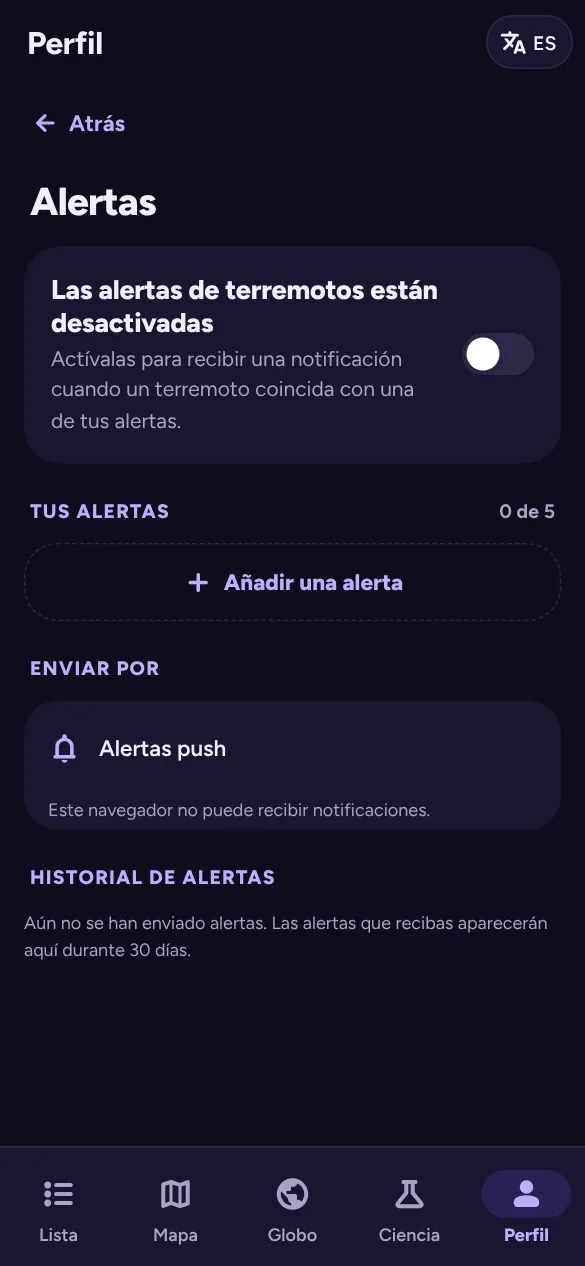 Perfil
ES
Atrás
Alertas
Las alertas de terremotos están
desactivadas
Actívalas para recibir una notificación
cuando un terremoto coincida con una
de tus alertas.
TUS ALERTAS
0 de 5
Añadir una alerta
ENVIAR POR
Alertas push
Este navegador no puede recibir notificaciones.
HISTORIAL DE ALERTAS
Aún no se han enviado alertas. Las alertas que recibas aparecerán
aquí durante 30 días.
Lista
Mapa
Globo
Ciencia
Perfil